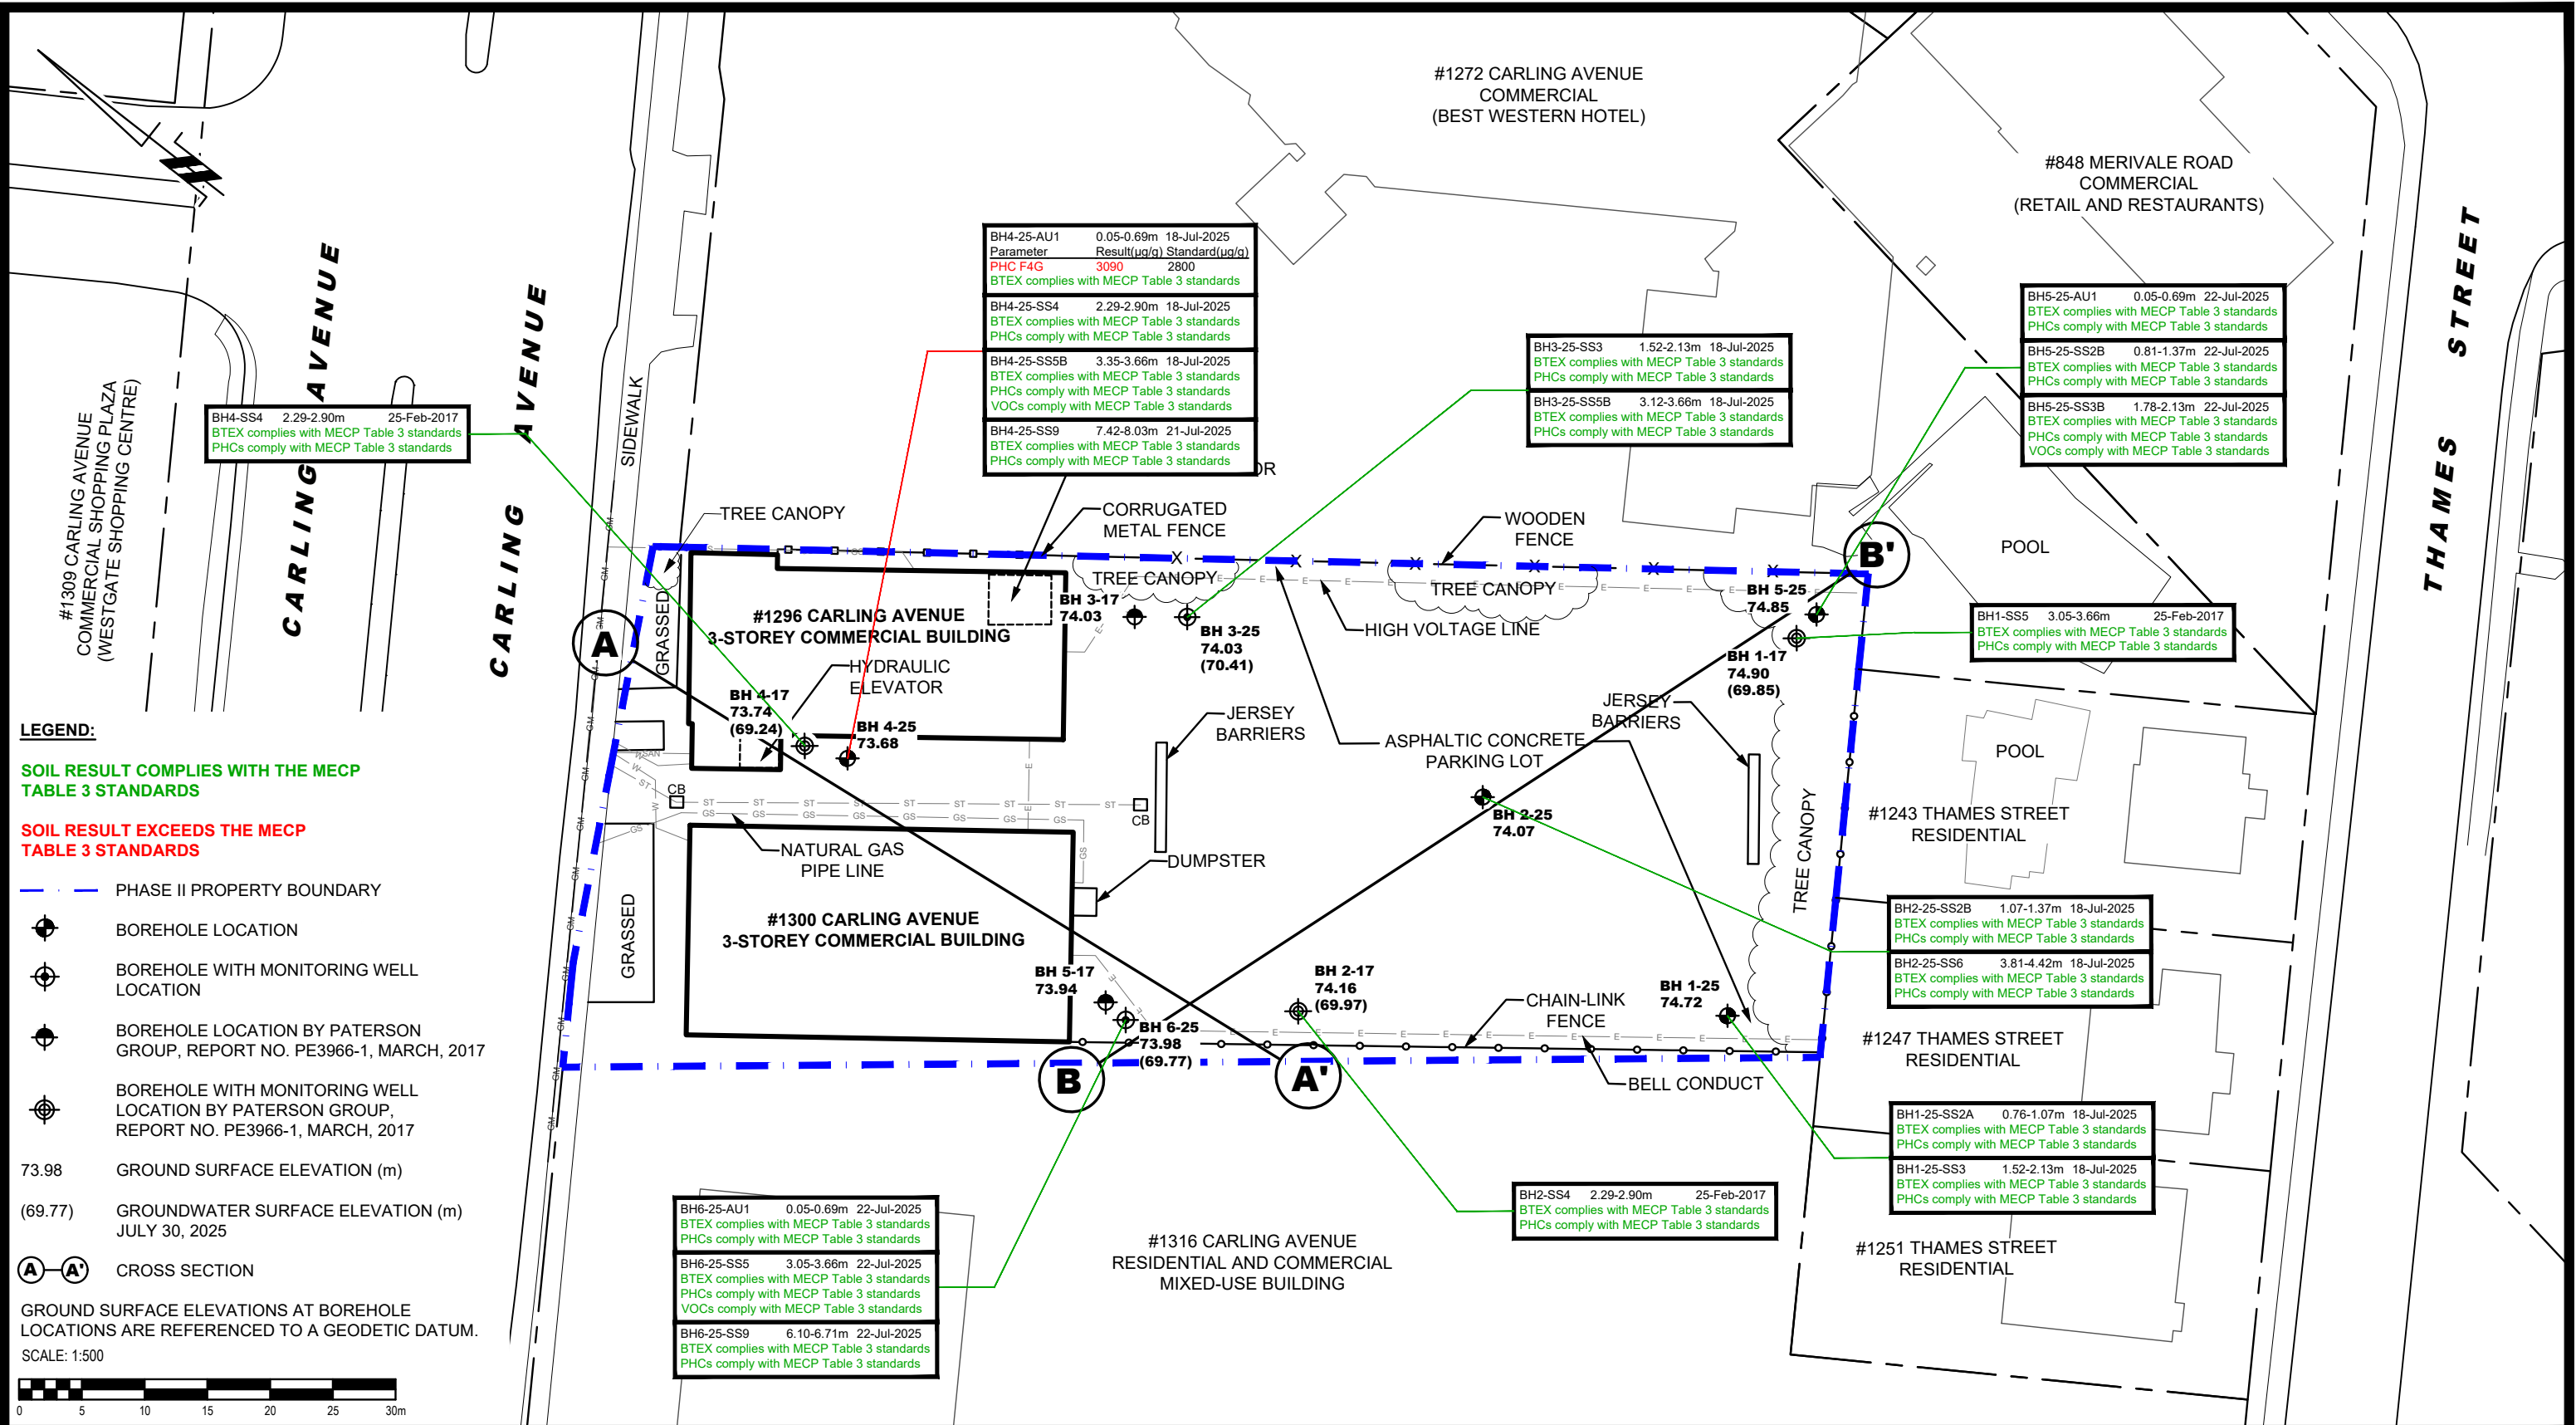 #1272 CARLING AVENUE
COMMERCIAL
(BEST WESTERN HOTEL)
#848 MERIVALE ROAD
COMMERCIAL
(RETAIL AND RESTAURANTS)
THAMES STREET
CARLING AVENUE
CARLING AVENUE
#1309 CARLING AVENUE
COMMERCIAL SHOPPING PLAZA
(WESTGATE SHOPPING CENTRE)
SIDEWALK
BH4-SS4 2.29-2.90m 25-Feb-2017
BTEX complies with MECP Table 3 standards
PHCs comply with MECP Table 3 standards
BH4-25-AU1 0.05-0.69m 18-Jul-2025
Parameter Result(µg/g) Standard(µg/g)
PHC F4G 3090 2800
BTEX complies with MECP Table 3 standards
BH4-25-SS4 2.29-2.90m 18-Jul-2025
BTEX complies with MECP Table 3 standards
PHCs comply with MECP Table 3 standards
BH4-25-SS5B 3.35-3.66m 18-Jul-2025
BTEX complies with MECP Table 3 standards
PHCs comply with MECP Table 3 standards
VOCs comply with MECP Table 3 standards
BH4-25-SS9 7.42-8.03m 21-Jul-2025
BTEX complies with MECP Table 3 standards
PHCs comply with MECP Table 3 standards
OR
BH3-25-SS3 1.52-2.13m 18-Jul-2025
BTEX complies with MECP Table 3 standards
PHCs comply with MECP Table 3 standards
BH3-25-SS5B 3.12-3.66m 18-Jul-2025
BTEX complies with MECP Table 3 standards
PHCs comply with MECP Table 3 standards
BH5-25-AU1 0.05-0.69m 22-Jul-2025
BTEX complies with MECP Table 3 standards
PHCs comply with MECP Table 3 standards
BH5-25-SS2B 0.81-1.37m 22-Jul-2025
BTEX complies with MECP Table 3 standards
PHCs comply with MECP Table 3 standards
BH5-25-SS3B 1.78-2.13m 22-Jul-2025
BTEX complies with MECP Table 3 standards
PHCs comply with MECP Table 3 standards
VOCs comply with MECP Table 3 standards
TREE CANOPY
CORRUGATED
METAL FENCE
WOODEN
FENCE
B'
POOL
TREE CANOPY
TREE CANOPY
BH 3-17
74.03
BH 3-25
74.03
(70.41)
HIGH VOLTAGE LINE
BH 5-25
74.85
BH 1-17
74.90
(69.85)
BH1-SS5 3.05-3.66m 25-Feb-2017
BTEX complies with MECP Table 3 standards
PHCs comply with MECP Table 3 standards
A
GRASSED
#1296 CARLING AVENUE
3-STOREY COMMERCIAL BUILDING
HYDRAULIC
ELEVATOR
BH 4-17
73.74
(69.24)
BH 4-25
73.68
JERSEY
BARRIERS
JERSEY
BARRIERS
ASPHALTIC CONCRETE
PARKING LOT
POOL
#1243 THAMES STREET
RESIDENTIAL
CB
CB
NATURAL GAS
PIPE LINE
DUMPSTER
BH 2-25
74.07
TREE CANOPY
GRASSED
#1300 CARLING AVENUE
3-STOREY COMMERCIAL BUILDING
BH2-25-SS2B 1.07-1.37m 18-Jul-2025
BTEX complies with MECP Table 3 standards
PHCs comply with MECP Table 3 standards
BH2-25-SS6 3.81-4.42m 18-Jul-2025
BTEX complies with MECP Table 3 standards
PHCs comply with MECP Table 3 standards
BH 5-17
73.94
BH 6-25
73.98
(69.77)
BH 2-17
74.16
(69.97)
BH 1-25
74.72
CHAIN-LINK
FENCE
BELL CONDUCT
B
A'
#1247 THAMES STREET
RESIDENTIAL
BH1-25-SS2A 0.76-1.07m 18-Jul-2025
BTEX complies with MECP Table 3 standards
PHCs comply with MECP Table 3 standards
BH1-25-SS3 1.52-2.13m 18-Jul-2025
BTEX complies with MECP Table 3 standards
PHCs comply with MECP Table 3 standards
#1251 THAMES STREET
RESIDENTIAL
BH2-SS4 2.29-2.90m 25-Feb-2017
BTEX complies with MECP Table 3 standards
PHCs comply with MECP Table 3 standards
#1316 CARLING AVENUE
RESIDENTIAL AND COMMERCIAL
MIXED-USE BUILDING
BH6-25-AU1 0.05-0.69m 22-Jul-2025
BTEX complies with MECP Table 3 standards
PHCs comply with MECP Table 3 standards
BH6-25-SS5 3.05-3.66m 22-Jul-2025
BTEX complies with MECP Table 3 standards
PHCs comply with MECP Table 3 standards
VOCs comply with MECP Table 3 standards
BH6-25-SS9 6.10-6.71m 22-Jul-2025
BTEX complies with MECP Table 3 standards
PHCs comply with MECP Table 3 standards
LEGEND:
SOIL RESULT COMPLIES WITH THE MECP
TABLE 3 STANDARDS
SOIL RESULT EXCEEDS THE MECP
TABLE 3 STANDARDS
PHASE II PROPERTY BOUNDARY
BOREHOLE LOCATION
BOREHOLE WITH MONITORING WELL
LOCATION
BOREHOLE LOCATION BY PATERSON
GROUP, REPORT NO. PE3966-1, MARCH, 2017
BOREHOLE WITH MONITORING WELL
LOCATION BY PATERSON GROUP,
REPORT NO. PE3966-1, MARCH, 2017
73.98 GROUND SURFACE ELEVATION (m)
(69.77) GROUNDWATER SURFACE ELEVATION (m)
JULY 30, 2025
A A' CROSS SECTION
GROUND SURFACE ELEVATIONS AT BOREHOLE
LOCATIONS ARE REFERENCED TO A GEODETIC DATUM.
SCALE: 1:500
0 5 10 15 20 25 30m